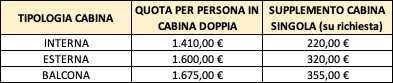 TIPOLOGIA CABINA QUOTA PER PERSONA IN CABINA DOPPIA SUPPLEMENTO CABINA SINGOLA (su richiesta)
INTERNA 1.410,00 € 220,00 €
ESTERNA 1.600,00 € 320,00 €
BALCONA 1.675,00 € 355,00 €